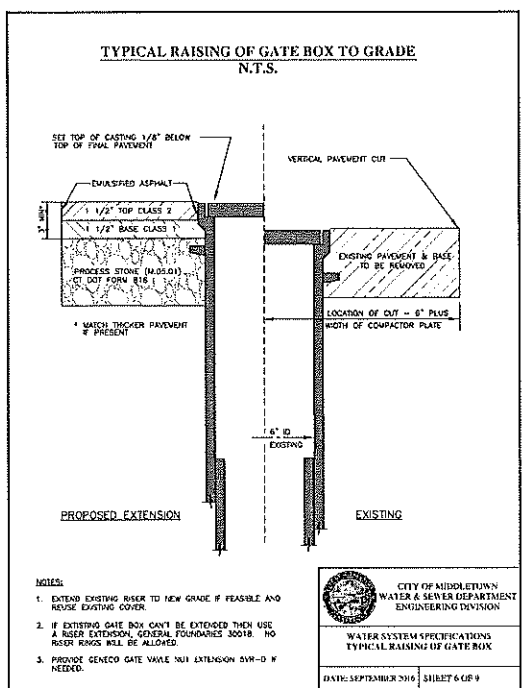 TYPICAL RAISING OF GATE BOX TO GRADE
N.T.S.
SET TOP OF CASTING 1/8" BELOW
TOP OF FINAL PAVEMENT
VERTICAL PAVEMENT CUT
EMULSIFIED ASPHALT
1 1/2" TOP CLASS 2
1 1/2" BASE CLASS 1
3" MIN*
PROCESS STONE (M.05.01)
CT DOT FORM 816
EXISTING PAVEMENT & BASE
TO BE REMOVED
* MATCH THICKER PAVEMENT
IF PRESENT
LOCATION OF CUT - 6" PLUS
WIDTH OF COMPACTOR PLATE
6" ID
EXISTING
PROPOSED EXTENSION
EXISTING
NOTES:
1. EXTEND EXISTING RISER TO NEW GRADE IF FEASIBLE AND
REUSE EXISTING COVER.
2. IF EXISTING GATE BOX CAN'T BE EXTENDED THEN USE
A RISER EXTENSION, GENERAL FOUNDARIES 3001B. NO
RISER RINGS WILL BE ALLOWED.
3. PROVIDE GENECO GATE VAVLE NUT EXTENSION IF
NEEDED.
CITY OF MIDDLETOWN
WATER & SEWER DEPARTMENT
ENGINEERING DIVISION
WATER SYSTEM SPECIFICATIONS
TYPICAL RAISING OF GATE BOX
DATE: SEPTEMBER 2016
SHEET 6 OF 9